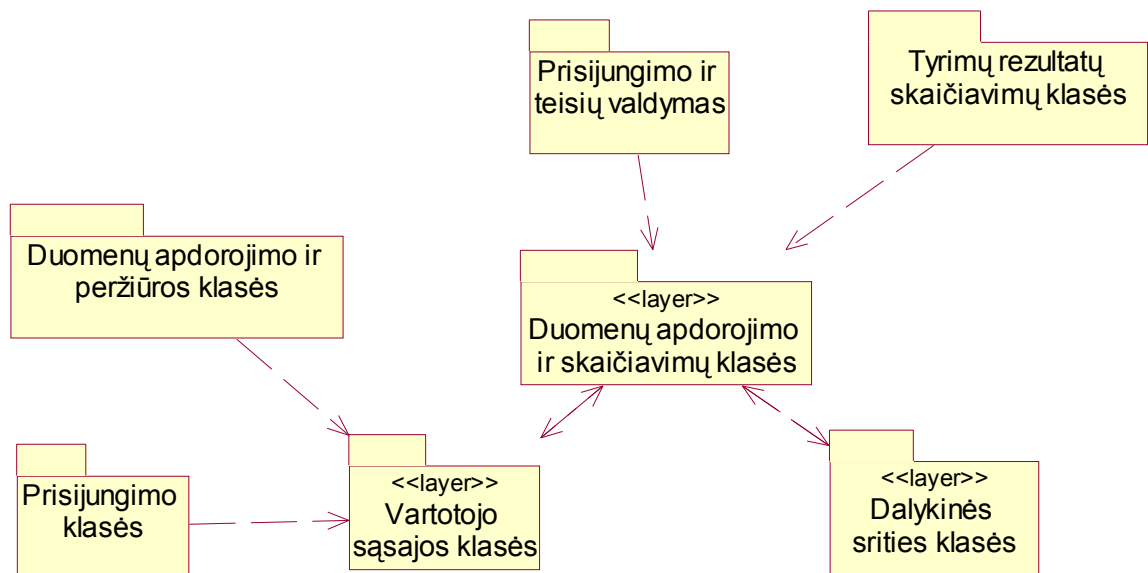 Prisijungimo ir
teisių valdymas
Tyrimų rezultatų
skaičiavimų klasės
Duomenų apdorojimo ir
peržiūros klasės
<<layer>>
Duomenų apdorojimo
ir skaičiavimų klasės
Prisijungimo
klasės
<<layer>>
Vartotojo
sąsajos klasės
<<layer>>
Dalykinės
srities klasės